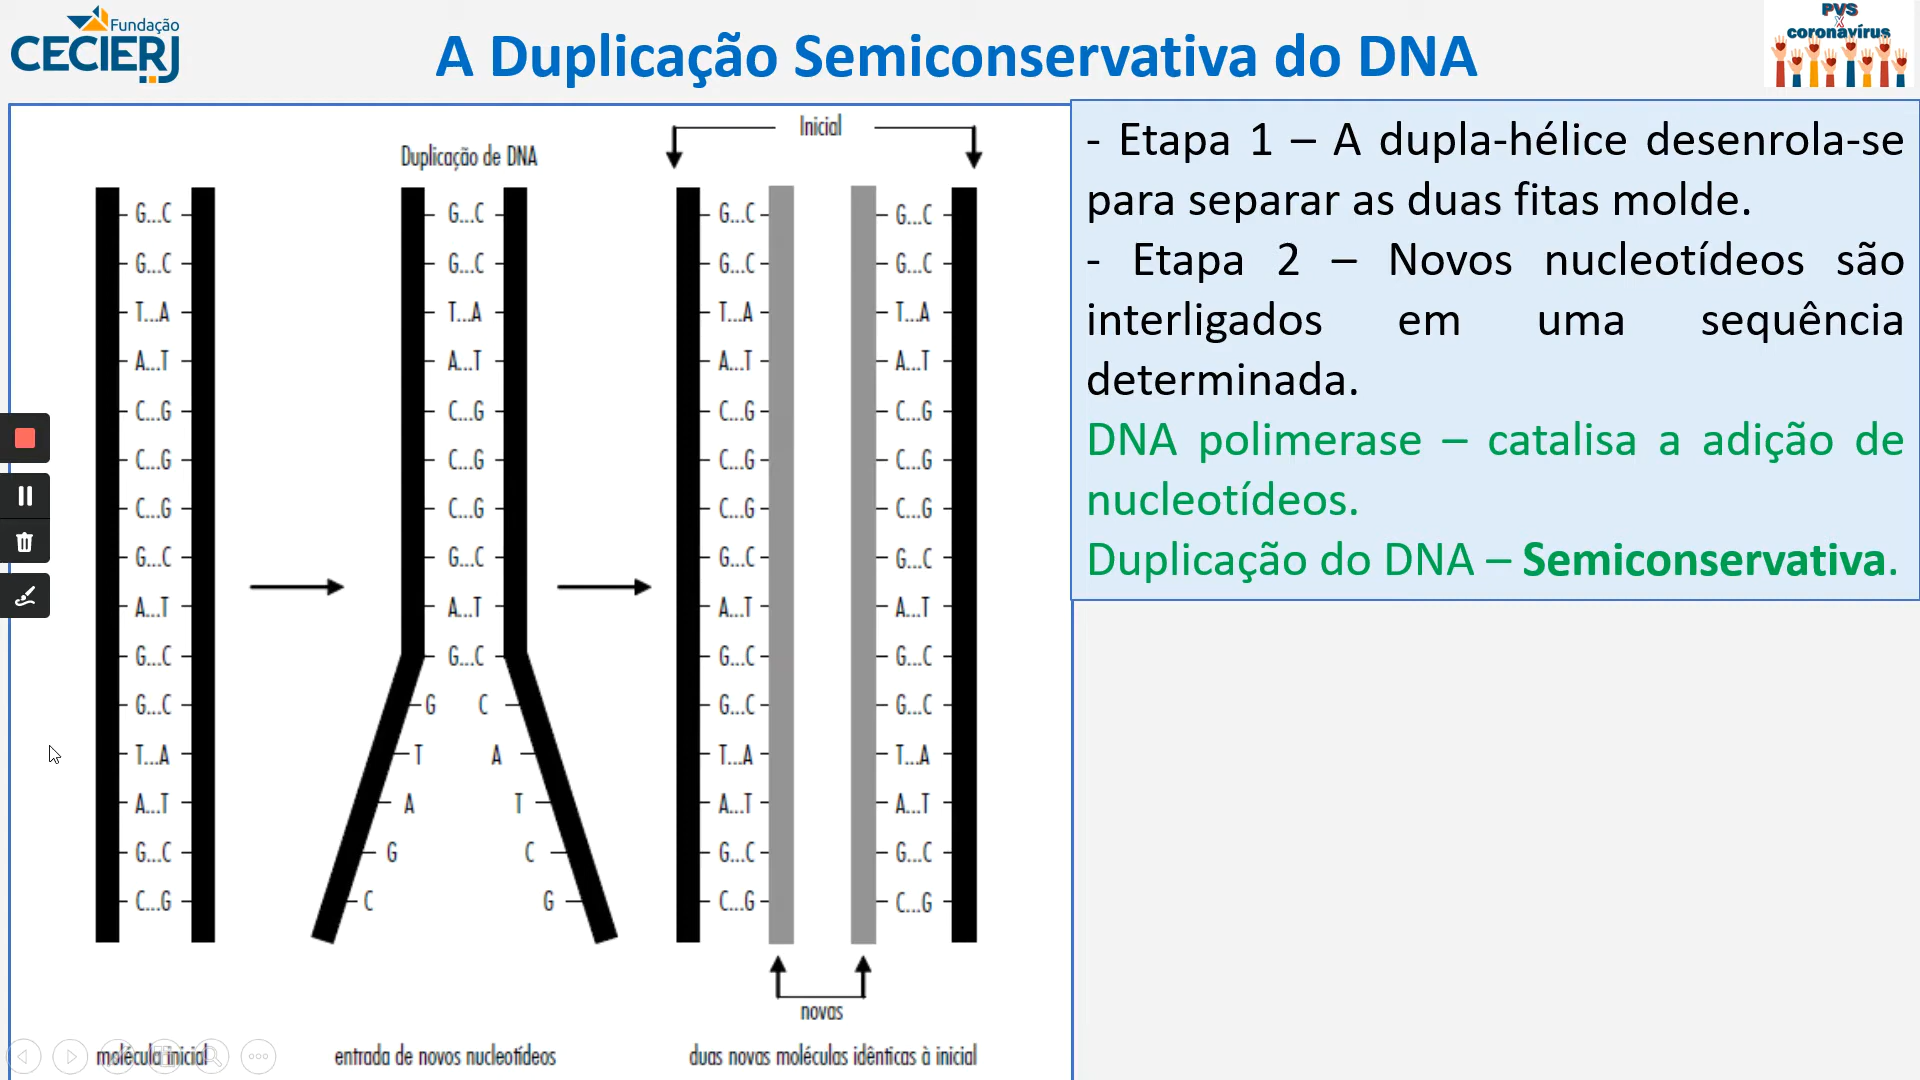 Fundação
CECIERJ
A Duplicação Semiconservativa do DNA
PVS
X
coronavírus
Duplicação de DNA
Inicial
G...C G...C G...C G...C
G...C G...C G...C G...C
T...A T...A T...A T...A
A...T A...T A...T A...T
C...G C...G C...G C...G
C...G C...G C...G C...G
C...G C...G C...G C...G
G...C G...C G...C G...C
A...T A...T A...T A...T
G...C G...C G...C G...C
G...C G C G...C G...C
T...A T A T...A T...A
A...T A T A...T A...T
G...C G C G...C G...C
C...G C G C...G C...G
novas
molécula inicial
entrada de novos nucleotídeos
duas novas moléculas idênticas à inicial
- Etapa 1 – A dupla-hélice desenrola-se
para separar as duas fitas molde.
- Etapa 2 – Novos nucleotídeos são
interligados em uma sequência
determinada.
DNA polimerase – catalisa a adição de
nucleotídeos.
Duplicação do DNA – Semiconservativa.